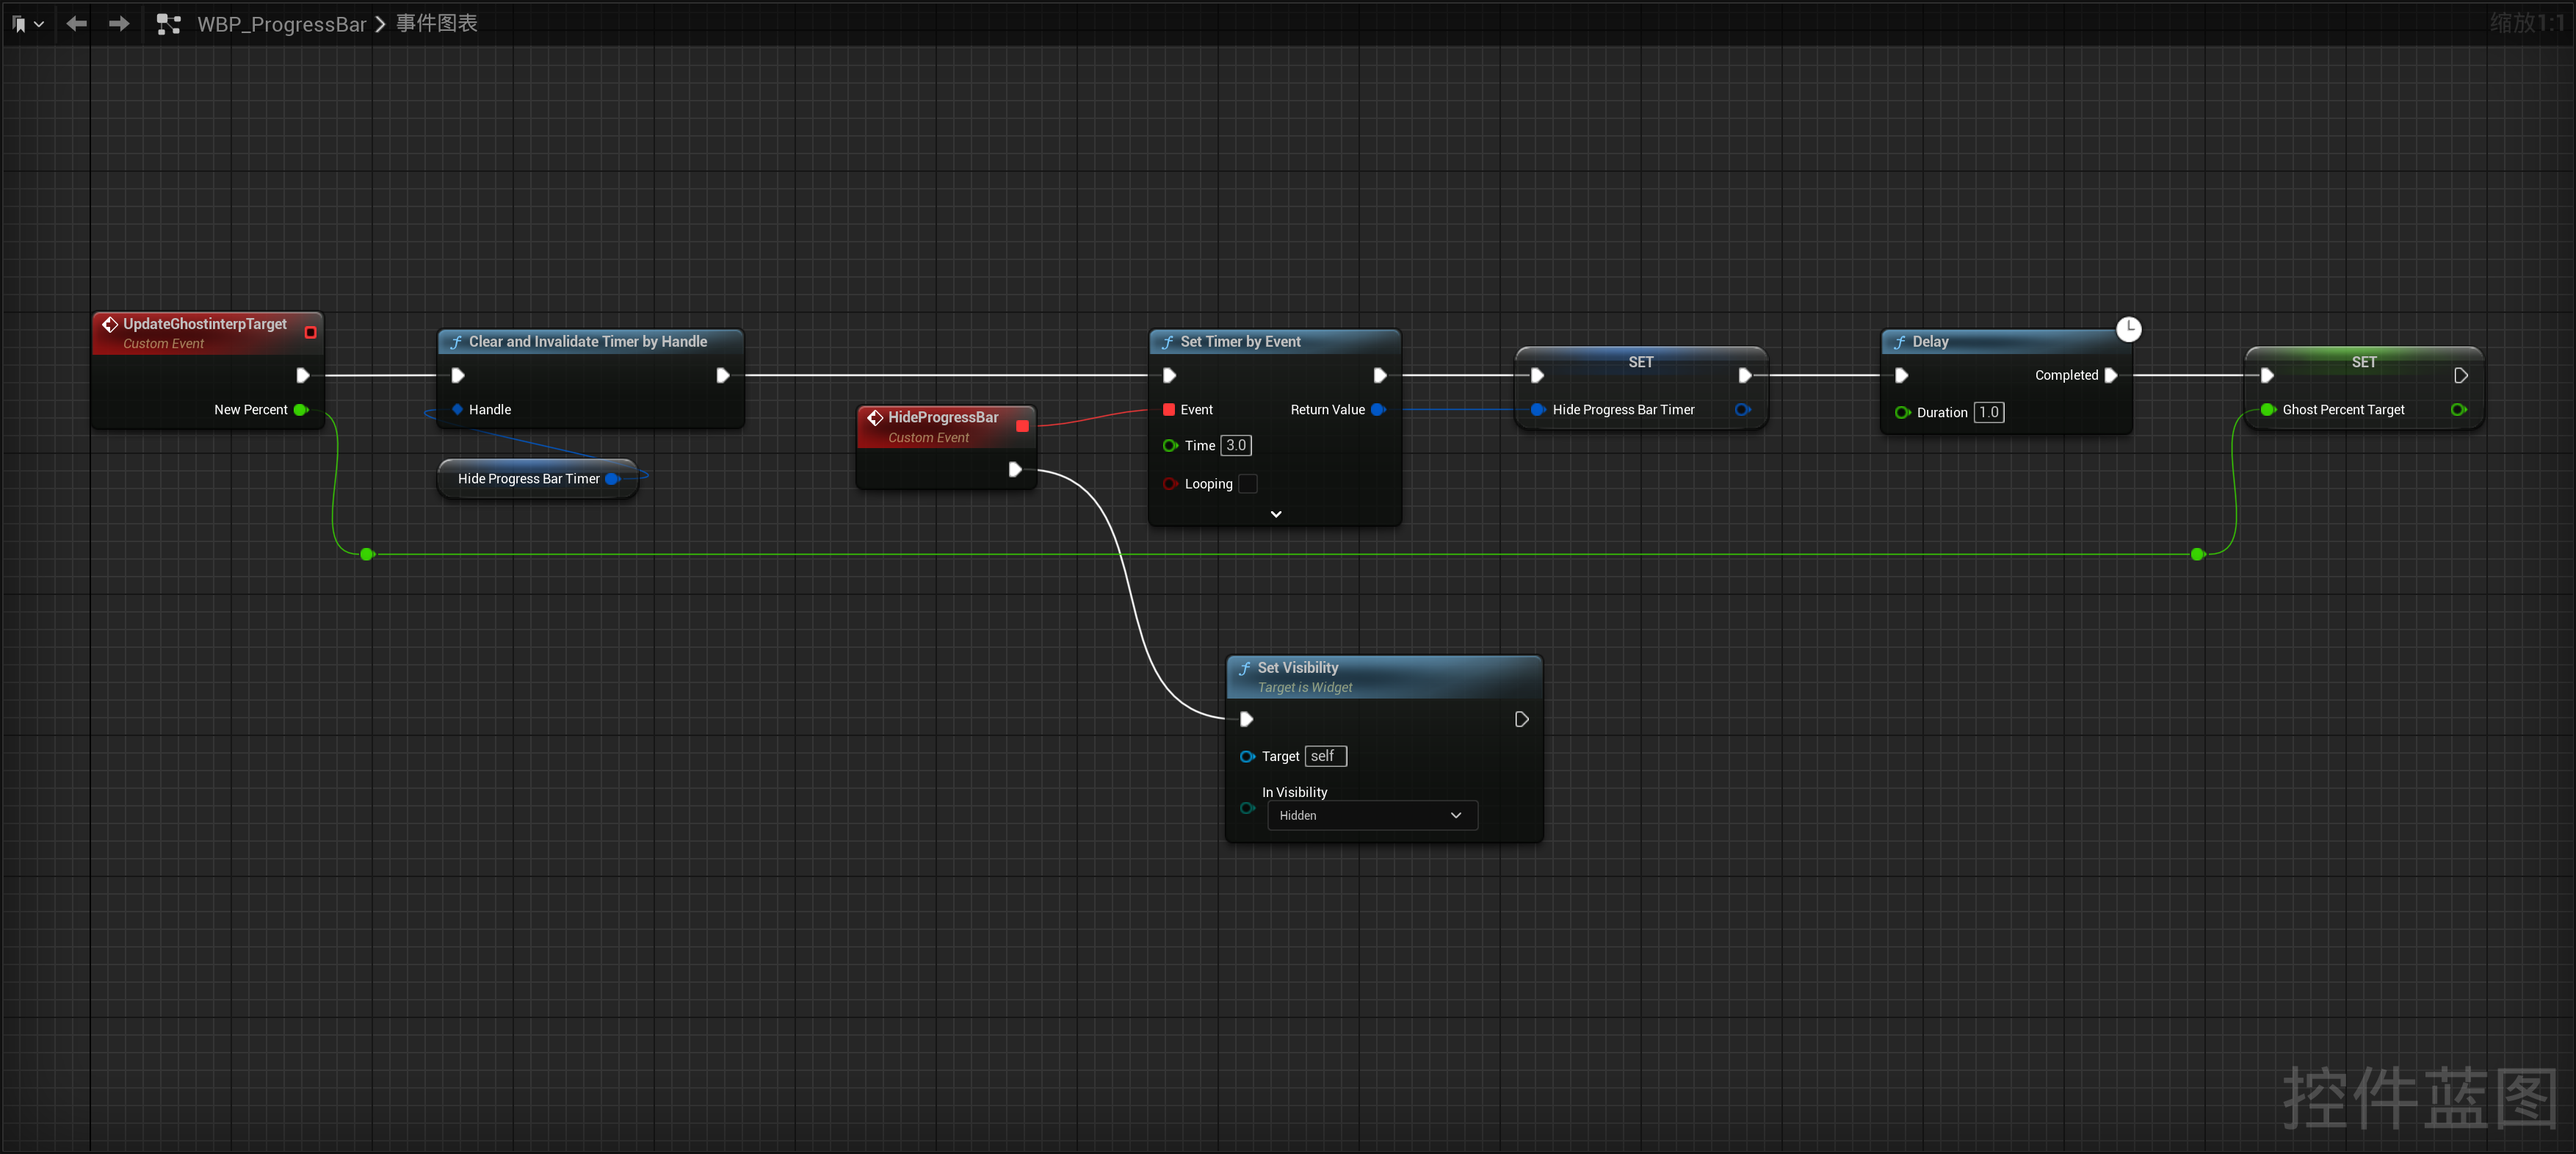 WBP_ProgressBar > 事件图表
缩放1:1
UpdateGhostinterpTarget
Custom Event
New Percent
Clear and Invalidate Timer by Handle
Handle
Hide Progress Bar Timer
HideProgressBar
Custom Event
Set Timer by Event
Event
Return Value
Time 3.0
Looping
SET
Hide Progress Bar Timer
Delay
Completed
Duration 1.0
SET
Ghost Percent Target
Set Visibility
Target is Widget
Target self
In Visibility
Hidden
控件蓝图